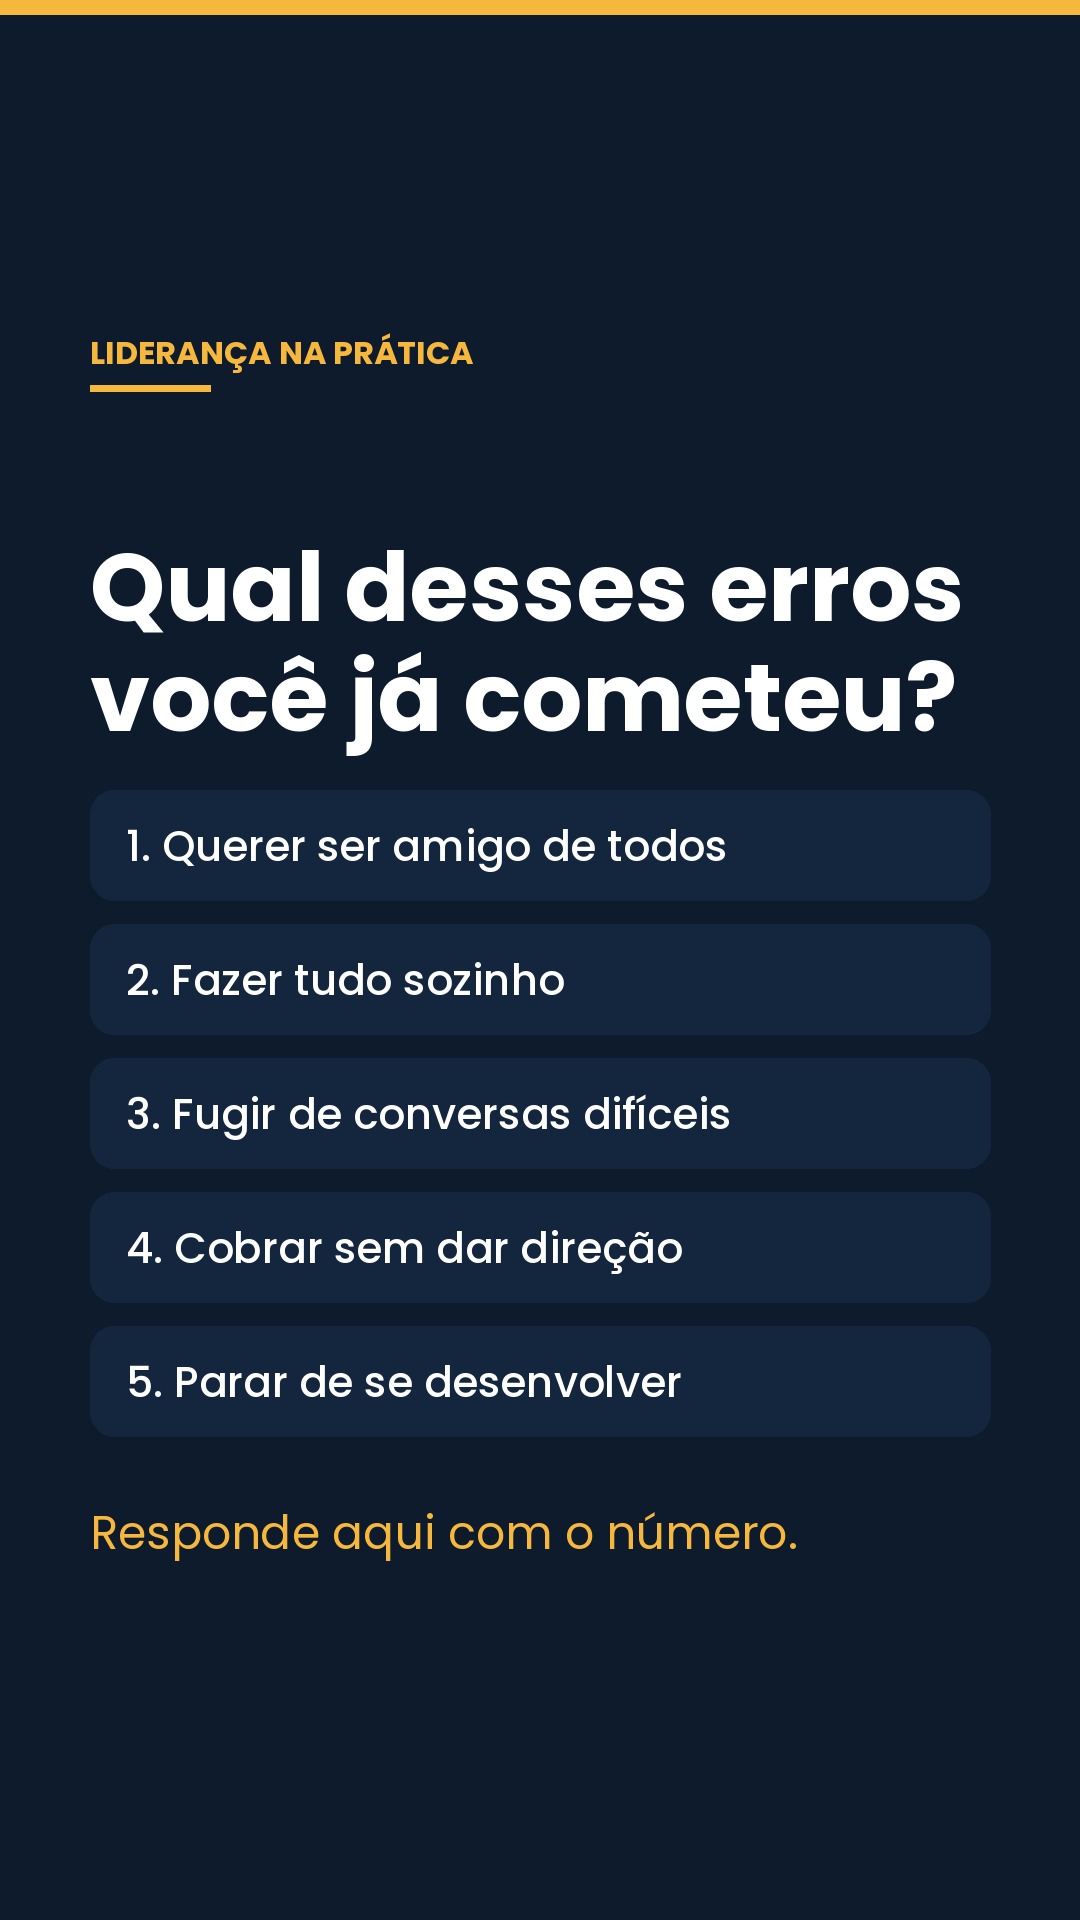 LIDERANÇA NA PRÁTICA
Qual desses erros
você já cometeu?
1. Querer ser amigo de todos
2. Fazer tudo sozinho
3. Fugir de conversas difíceis
4. Cobrar sem dar direção
5. Parar de se desenvolver
Responde aqui com o número.